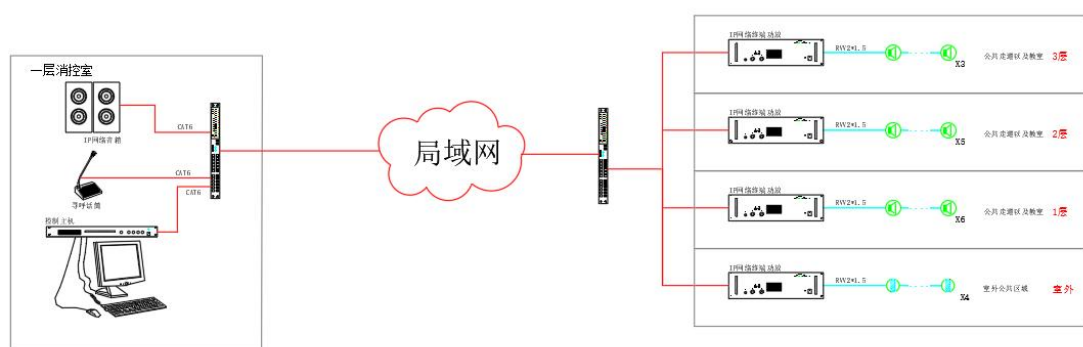 一层消控室
IP网络音箱
CAT6
CAT6
寻呼话筒
CAT6
控制主机
局域网
IP网络终端功放
RVV2*1.5
X3
公共走道以及教室
3层
IP网络终端功放
RVV2*1.5
X5
公共走道以及教室
2层
IP网络终端功放
RVV2*1.5
X6
公共走道以及教室
1层
IP网络终端功放
RVV2*1.5
X4
室外公共区域
室外